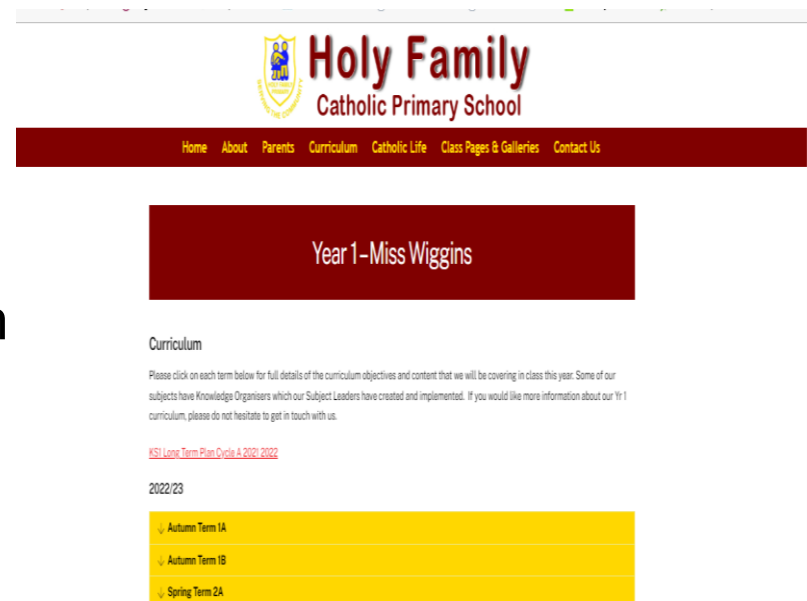 Holy Family
Catholic Primary School
Home About Parents Curriculum Catholic Life Class Pages & Galleries Contact Us
Year 1-Miss Wiggins
Curriculum
Please click on each term below for full details of the curriculum objectives and content that we will be covering in class this year. Some of our
subjects have Knowledge Organisers which our Subject Leaders have created and implemented. If you would like more information about our Yr 1
curriculum, please do not hesitate to get in touch with us.
KS1 Long Term Plan Cycle A 2021 2022
2022/23
↓ Autumn Term 1A
↓ Autumn Term 1B
↓ Spring Term 2A